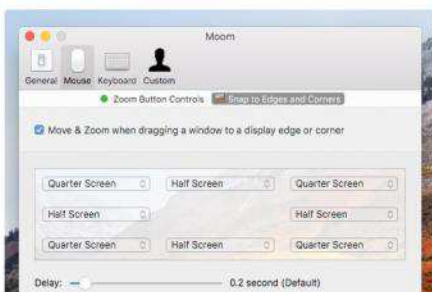 Moom
General Mouse Keyboard Custom
Zoom Button Controls Snap to Edges and Corners
Move & Zoom when dragging a window to a display edge or corner
Quarter Screen Half Screen Quarter Screen
Half Screen Half Screen
Quarter Screen Half Screen Quarter Screen
Delay: 0.2 second (Default)